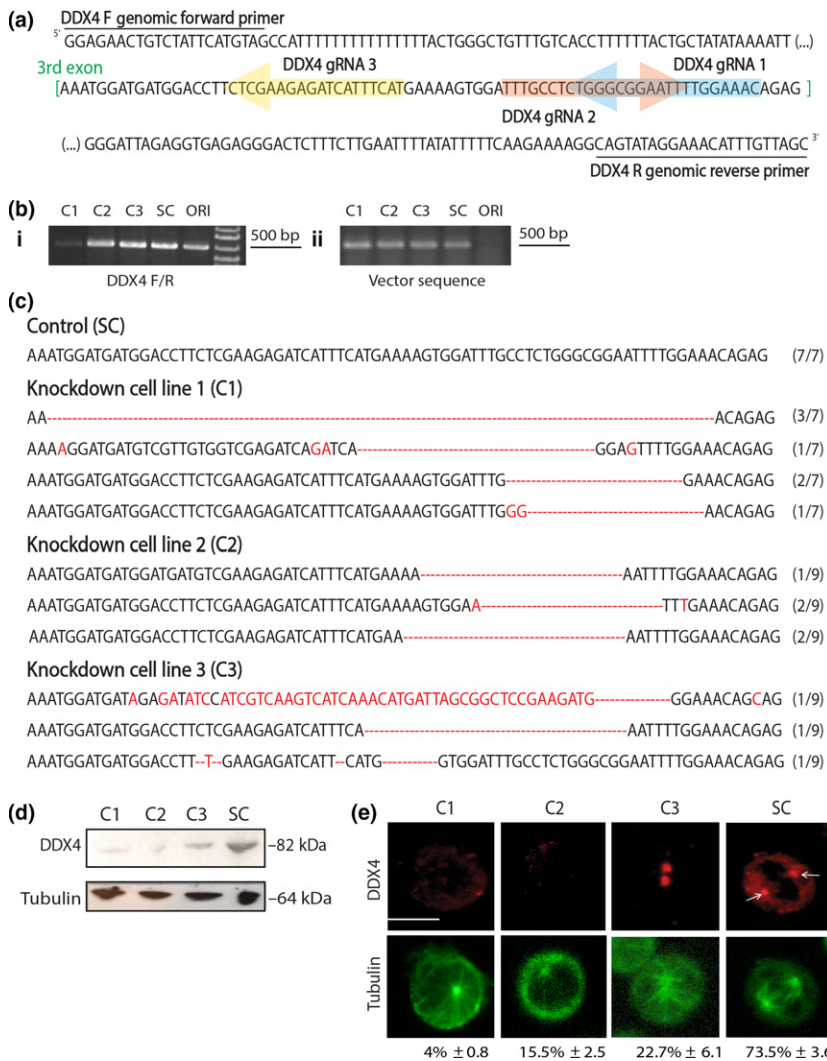 (a)
DDX4 F genomic forward primer
5' GGAGAACTGTCTATTCATGTAGCCATTTTTTTTTTTTTTTTACTGGGCTGTTTGTCACCTTTTTTACTGCTATATAAAATT (...)
3rd exon
DDX4 gRNA 3
DDX4 gRNA 1
[AAATGGATGATGGACCTTCTCGAAGAGATCATTTCATGAAAAGTGGATTTGCCTCTGGGCGGAATTTTGGAAACAGAG ]
DDX4 gRNA 2
(...) GGGATTAGAGGTGAGAGGGACTCTTTCTTGAATTTTATATTTTTCAAGAAAAGGCAGTATAGGAAACATTTGTTAGC 3'
DDX4 R genomic reverse primer
(b)
C1 C2 C3 SC ORI
C1 C2 C3 SC ORI
i
500 bp
ii
500 bp
DDX4 F/R
Vector sequence
(c)
Control (SC)
AAATGGATGATGGACCTTCTCGAAGAGATCATTTCATGAAAAGTGGATTTGCCTCTGGGCGGAATTTTGGAAACAGAG (7/7)
Knockdown cell line 1 (C1)
AA------------------------------------------------------------ACAGAG (3/7)
AAAAGGATGATGTCGTTGTGGTCGAGATCAGATCA-------------------------GGAGTTTTGGAAACAGAG (1/7)
AAATGGATGATGGACCTTCTCGAAGAGATCATTTCATGAAAAGTGGATTTG-------------------GAAACAGAG (2/7)
AAATGGATGATGGACCTTCTCGAAGAGATCATTTCATGAAAAGTGGATTTGGG-------------------AACAGAG (1/7)
Knockdown cell line 2 (C2)
AAATGGATGATGGATGATGTCGAAGAGATCATTTCATGAAAA---------------------AATTTTGGAAACAGAG (1/9)
AAATGGATGATGGACCTTCTCGAAGAGATCATTTCATGAAAAGTGGAA-------------------TTTGAAACAGAG (2/9)
AAATGGATGATGGACCTTCTCGAAGAGATCATTTCATGAA-----------------------AATTTTGGAAACAGAG (2/9)
Knockdown cell line 3 (C3)
AAATGGATGATAGAGATATCCATCGTCAAGTCATCAAACATGATTAGCGGCTCCGAAGATG--------GGAAACAGCAG (1/9)
AAATGGATGATGGACCTTCTCGAAGAGATCATTTCA---------------------------AATTTTGGAAACAGAG (1/9)
AAATGGATGATGGACCTT--T-GAAGAGATCATT--CATG------GTGGATTTGCCTCTGGGCGGAATTTTGGAAACAGAG (1/9)
(d)
C1 C2 C3 SC
DDX4
–82 kDa
Tubulin
–64 kDa
(e)
C1 C2 C3 SC
DDX4
Tubulin
4% ± 0.8 15.5% ± 2.5 22.7% ± 6.1 73.5% ± 3.6